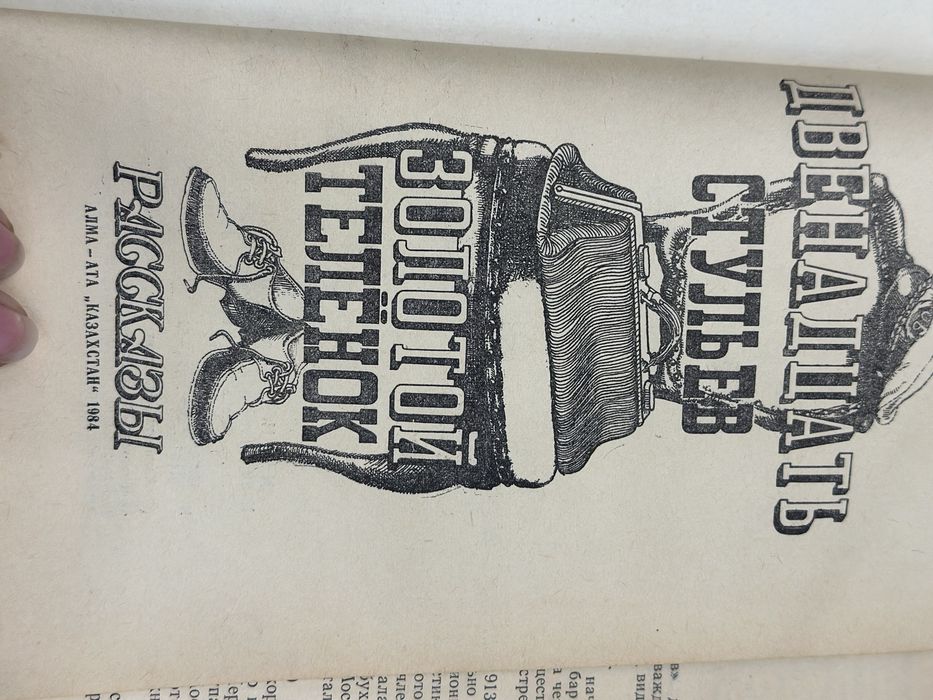 ДВЕНАДЦАТЬ
СТУЛЬЕВ
ЗОЛОТОЙ
ТЕЛЁНОК
РАССКАЗЫ
АЛМА-АТА „КАЗАХСТАН“ 1984